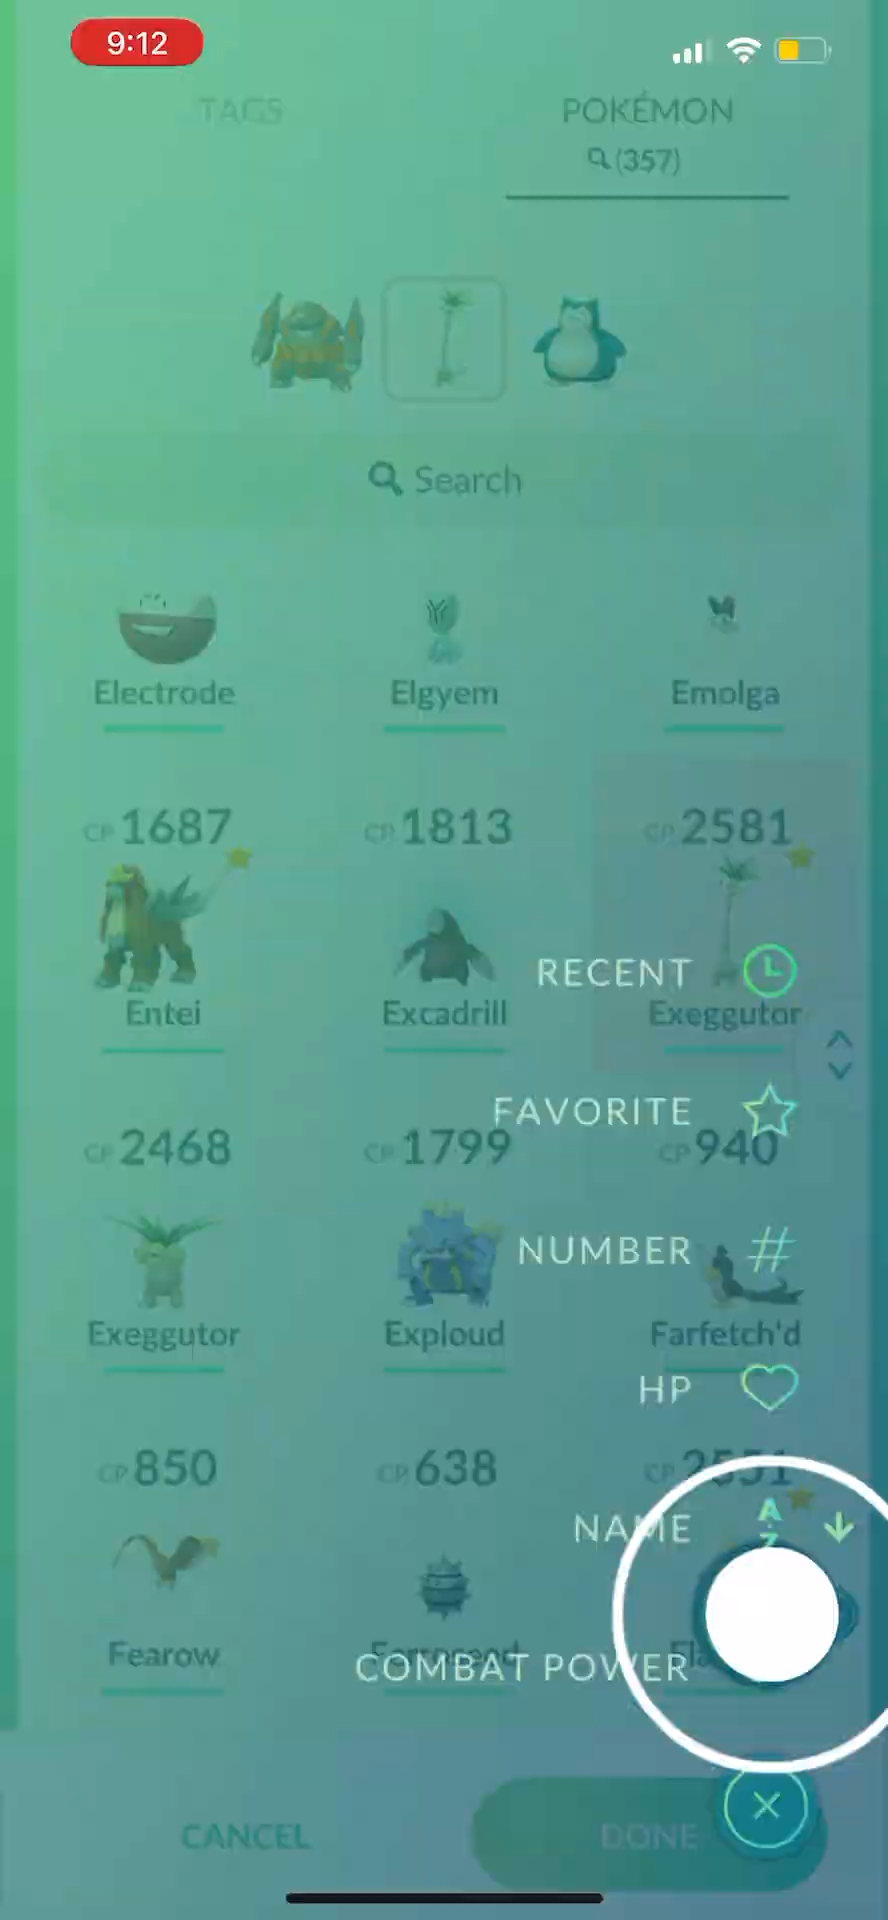 9:12
TAGS
POKÉMON
(357)
Search
Electrode
Elgyem
Emolga
CP 1687
CP 1813
CP 2581
Entei
Excadrill
Exeggutor
RECENT
FAVORITE
CP 2468
CP 1799
CP 940
NUMBER #
Exeggutor
Exploud
Farfetch'd
HP
CP 850
CP 638
CP 2551
NAME
A
Z
Fearow
COMBAT POWER
CANCEL
DONE